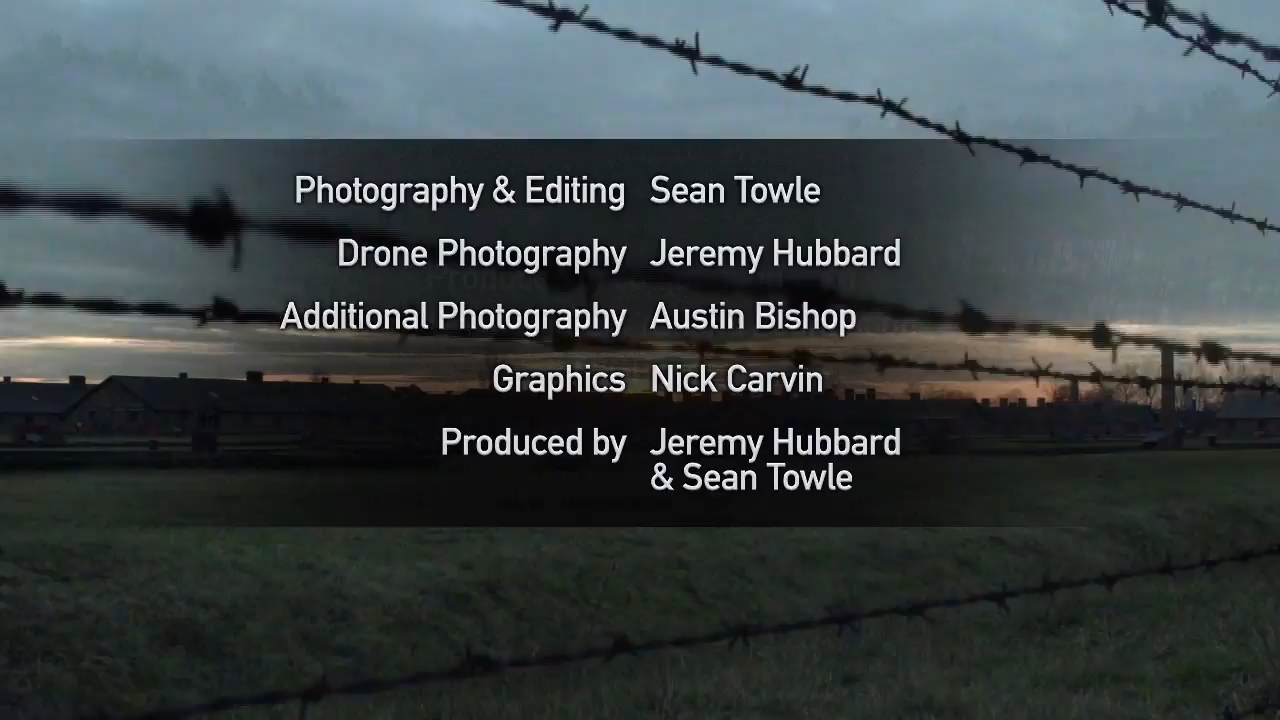 Photography & Editing Sean Towle
Drone Photography Jeremy Hubbard
Additional Photography Austin Bishop
Graphics Nick Carvin
Produced by Jeremy Hubbard
& Sean Towle